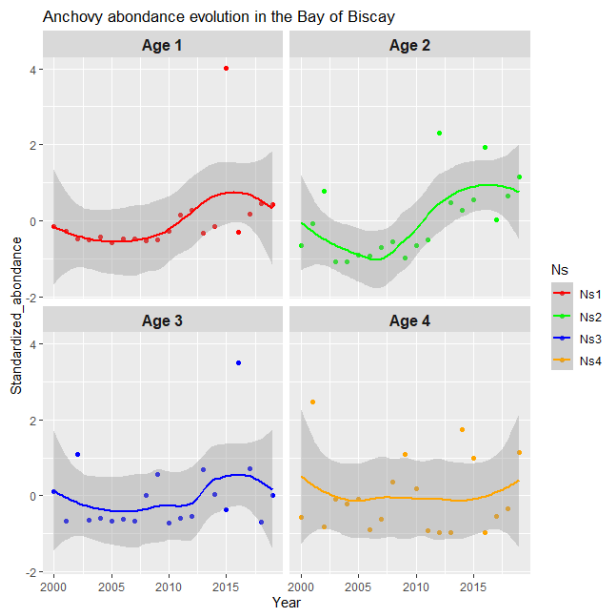 Anchovy abondance evolution in the Bay of Biscay
Age 1
Age 2
4
2
0
-2
Age 3
Age 4
4
2
0
-2
2000
2005
2010
2015
2000
2005
2010
2015
Year
Standardized_abondance
Ns
Ns1
Ns2
Ns3
Ns4